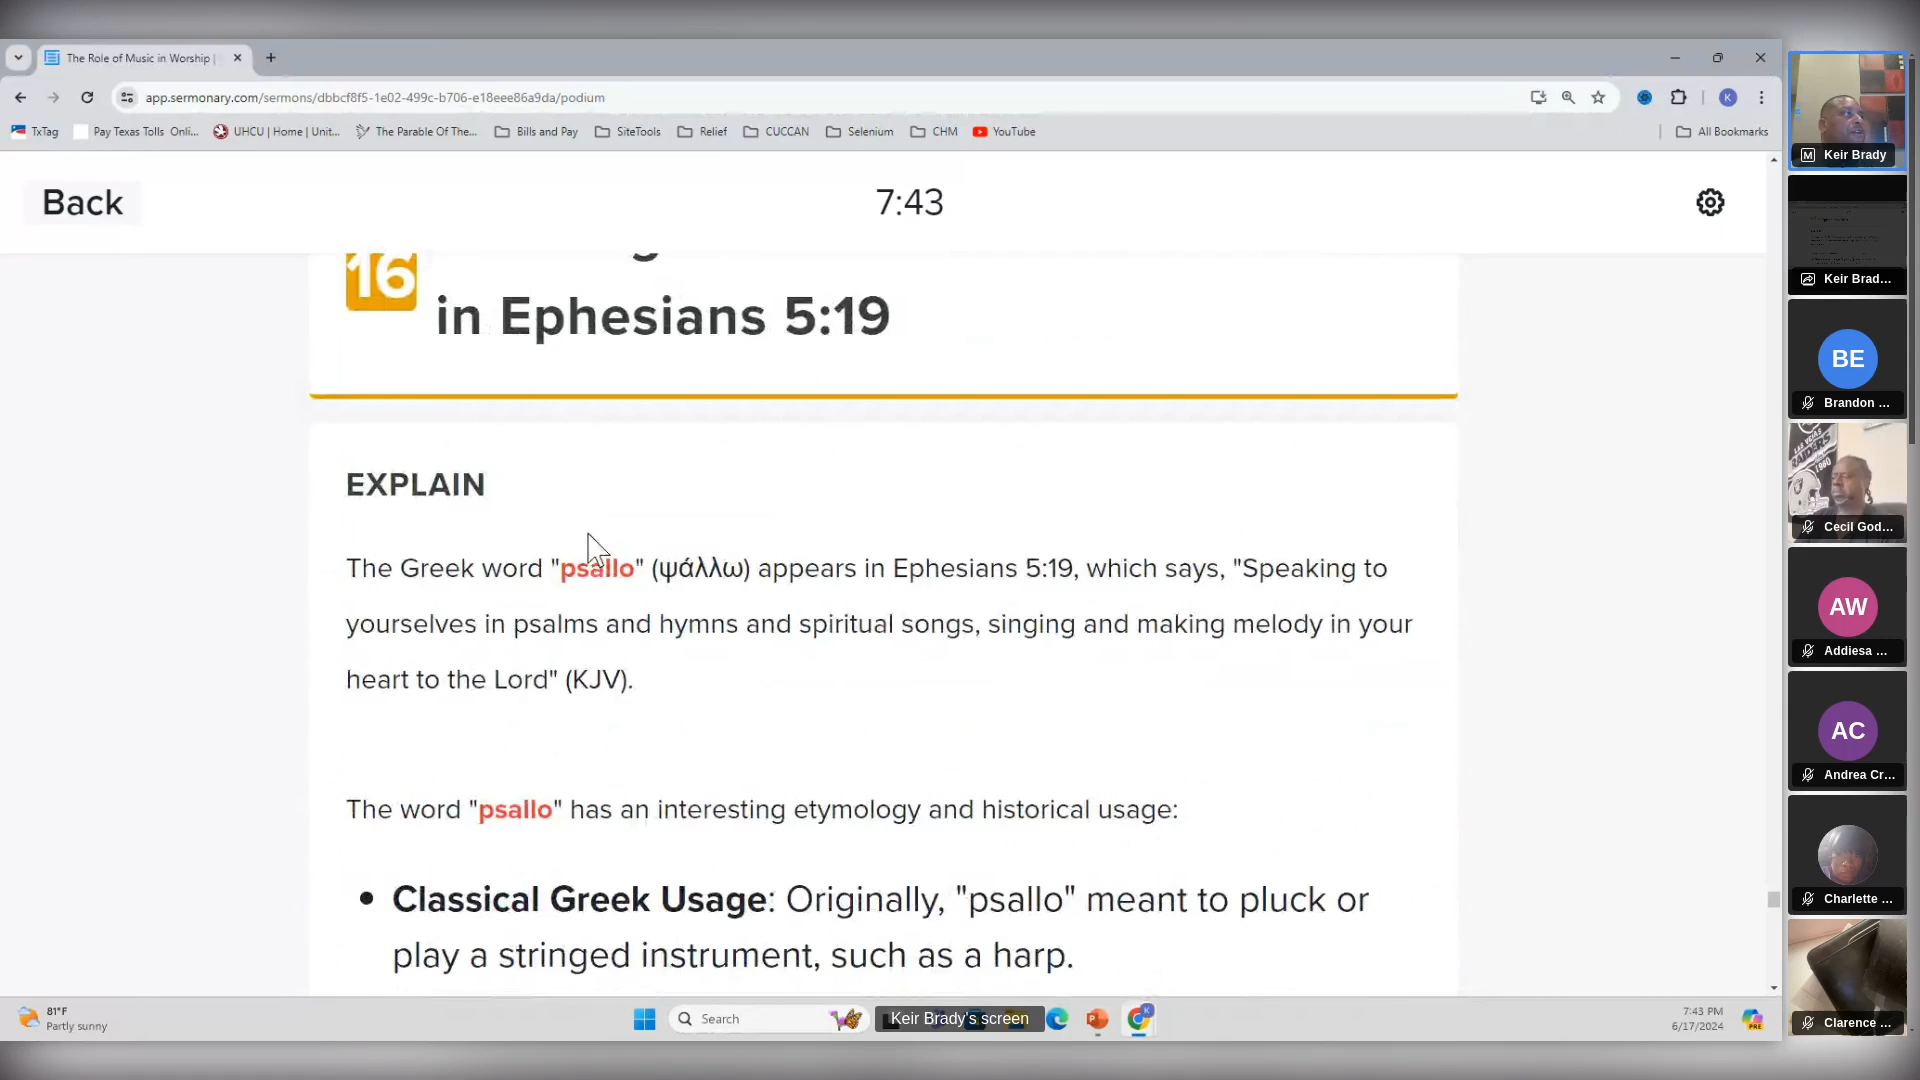 The Role of Music in Worship |
app.sermonary.com/sermons/dbbcf8f5-1e02-499c-b706-e18eee86a9da/podium
TxTag
Pay Texas Tolls Onli...
UHCU | Home | Unit...
The Parable Of The...
Bills and Pay
SiteTools
Relief
CUCCAN
Selenium
CHM
YouTube
All Bookmarks
Back
7:43
16
in Ephesians 5:19
EXPLAIN
The Greek word "psallo" (ψάλλω) appears in Ephesians 5:19, which says, "Speaking to
yourselves in psalms and hymns and spiritual songs, singing and making melody in your
heart to the Lord" (KJV).
The word "psallo" has an interesting etymology and historical usage:
• Classical Greek Usage: Originally, "psallo" meant to pluck or
play a stringed instrument, such as a harp.
81°F
Partly sunny
Search
Keir Brady's screen
7:43 PM
6/17/2024
Keir Brady
Keir Brad...
BE
Brandon ...
Cecil God...
AW
Addiesa ...
AC
Andrea Cr...
Charlette ...
Clarence ...